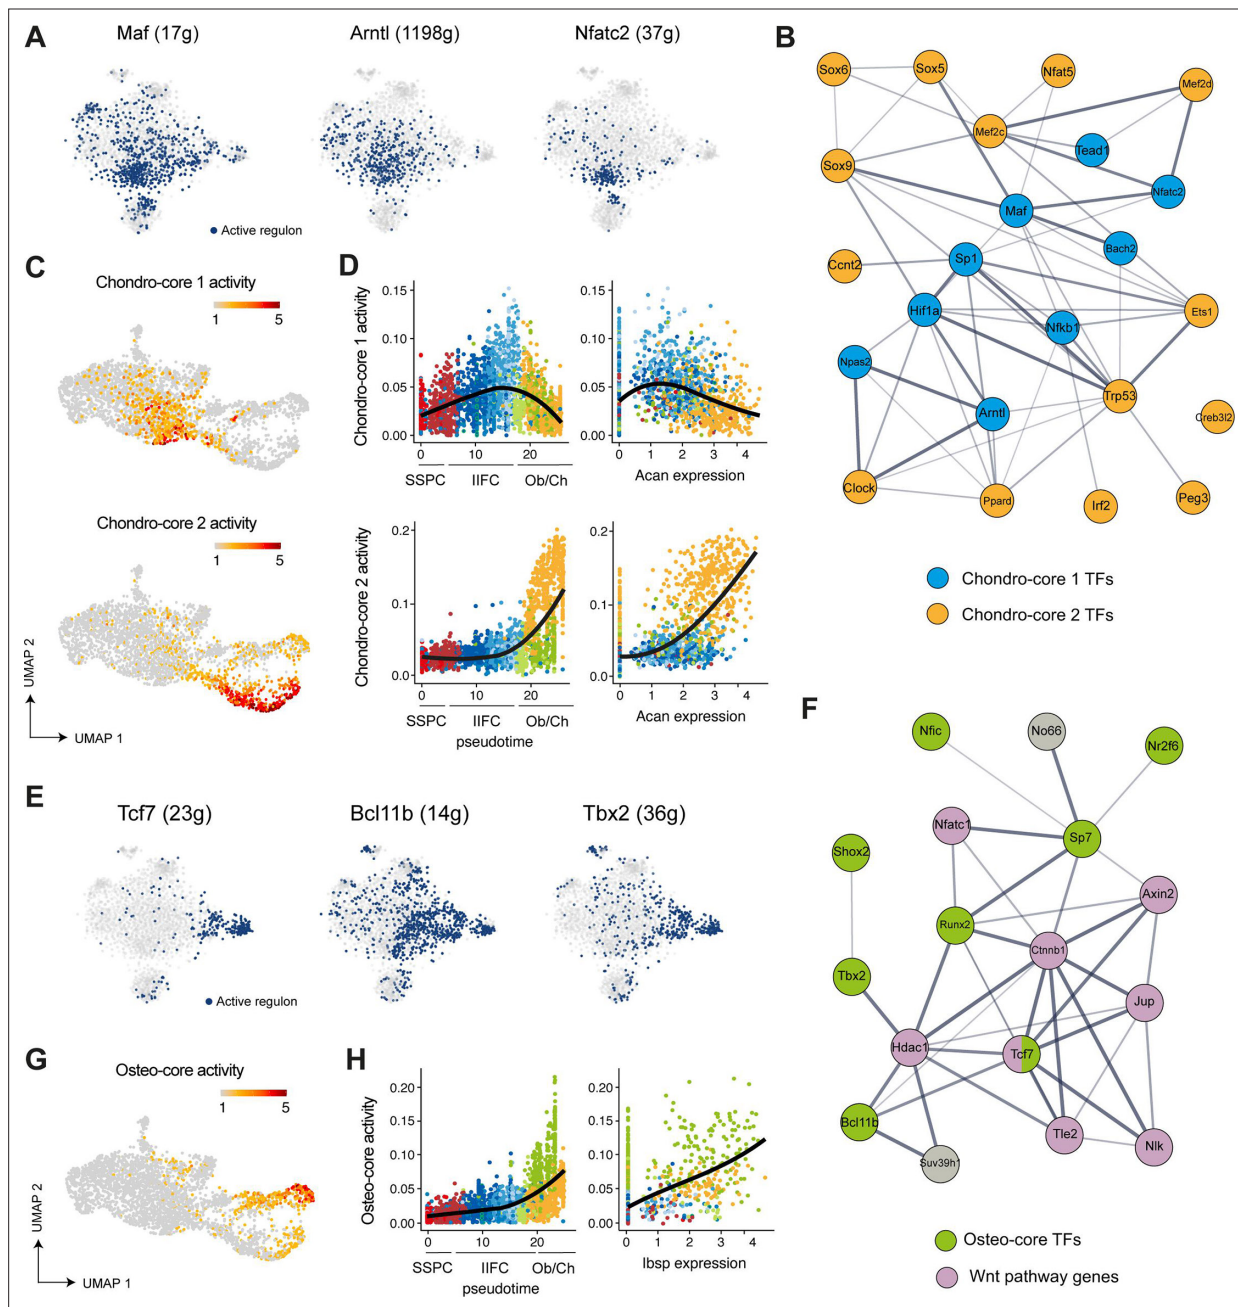 A
Maf (17g)
Arntl (1198g)
Nfatc2 (37g)
Active regulon
B
Sox6
Sox5
Nfat5
Mef2d
Mef2c
Tead1
Sox9
Nfatc2
Maf
Bach2
Sp1
Ccnt2
Hif1a
Ets1
Nfkb1
Npas2
Trp53
Creb3l2
Arntl
Clock
Ppard
Irf2
Peg3
Chondro-core 1 TFs
Chondro-core 2 TFs
C
Chondro-core 1 activity
1 5
Chondro-core 2 activity
1 5
UMAP 2
UMAP 1
D
Chondro-core 1 activity
0.15
0.10
0.05
0.00
0 10 20
SSPC IIFC Ob/Ch
0.15
0.10
0.05
0.00
0 1 2 3 4
Acan expression
Chondro-core 2 activity
0.2
0.1
0.0
0 10 20
SSPC IIFC Ob/Ch
pseudotime
0.2
0.1
0.0
0 1 2 3 4
Acan expression
E
Tcf7 (23g)
Bcl11b (14g)
Tbx2 (36g)
Active regulon
F
Nfic
No66
Nr2f6
Nfatc1
Sp7
Shox2
Axin2
Runx2
Ctnnb1
Tbx2
Jup
Hdac1
Tcf7
Bcl11b
Tle2
Nlk
Suv39h1
Osteo-core TFs
Wnt pathway genes
G
Osteo-core activity
1 5
UMAP 2
UMAP 1
H
Osteo-core activity
0.20
0.15
0.10
0.05
0.00
0 10 20
SSPC IIFC Ob/Ch
pseudotime
0.20
0.15
0.10
0.05
0.00
0 1 2 3 4
Ibsp expression